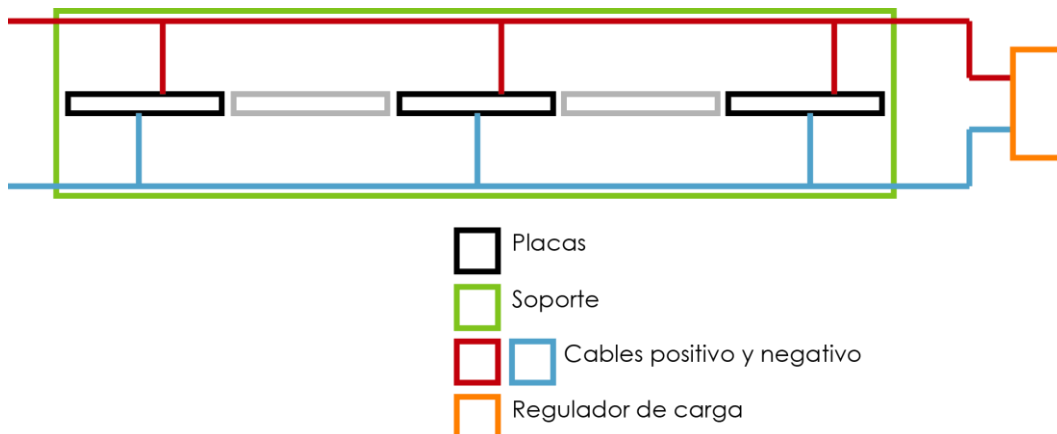 Placas
Soporte
Cables positivo y negativo
Regulador de carga